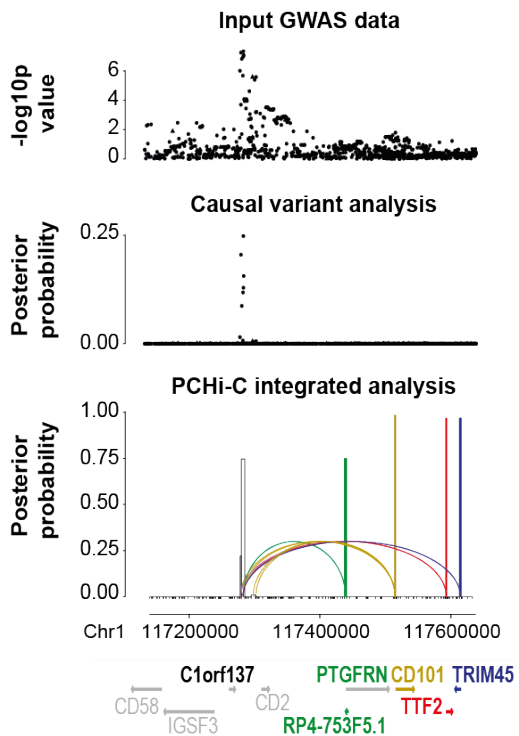 Input GWAS data
-log10p
value
6
4
2
0
Causal variant analysis
Posterior
probability
0.25
0.00
PCHi-C integrated analysis
Posterior
probability
1.00
0.75
0.50
0.25
0.00
Chr1 117200000 117400000 117600000
C1orf137 PTGFRN CD101 TRIM45
CD58 CD2 TTF2
IGSF3 RP4-753F5.1